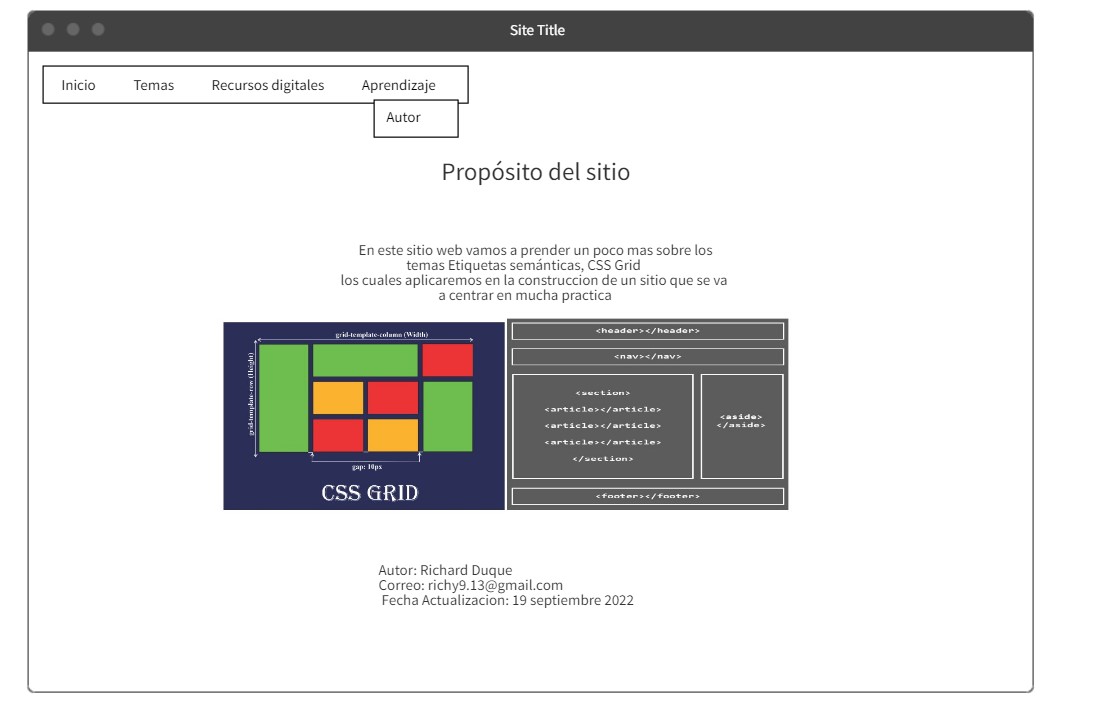 Site Title
Inicio Temas Recursos digitales Aprendizaje
Autor
Propósito del sitio
En este sitio web vamos a prender un poco mas sobre los
temas Etiquetas semánticas, CSS Grid
los cuales aplicaremos en la construccion de un sitio que se va
a centrar en mucha practica
grid-template-column (Width)
grid-template-row (Height)
gap: 10px
CSS GRID
<header></header>
<nav></nav>
<section>
<article></article>
<article></article>
<article></article>
</section>
<aside>
</aside>
<footer></footer>
Autor: Richard Duque
Correo: richy9.13@gmail.com
Fecha Actualizacion: 19 septiembre 2022